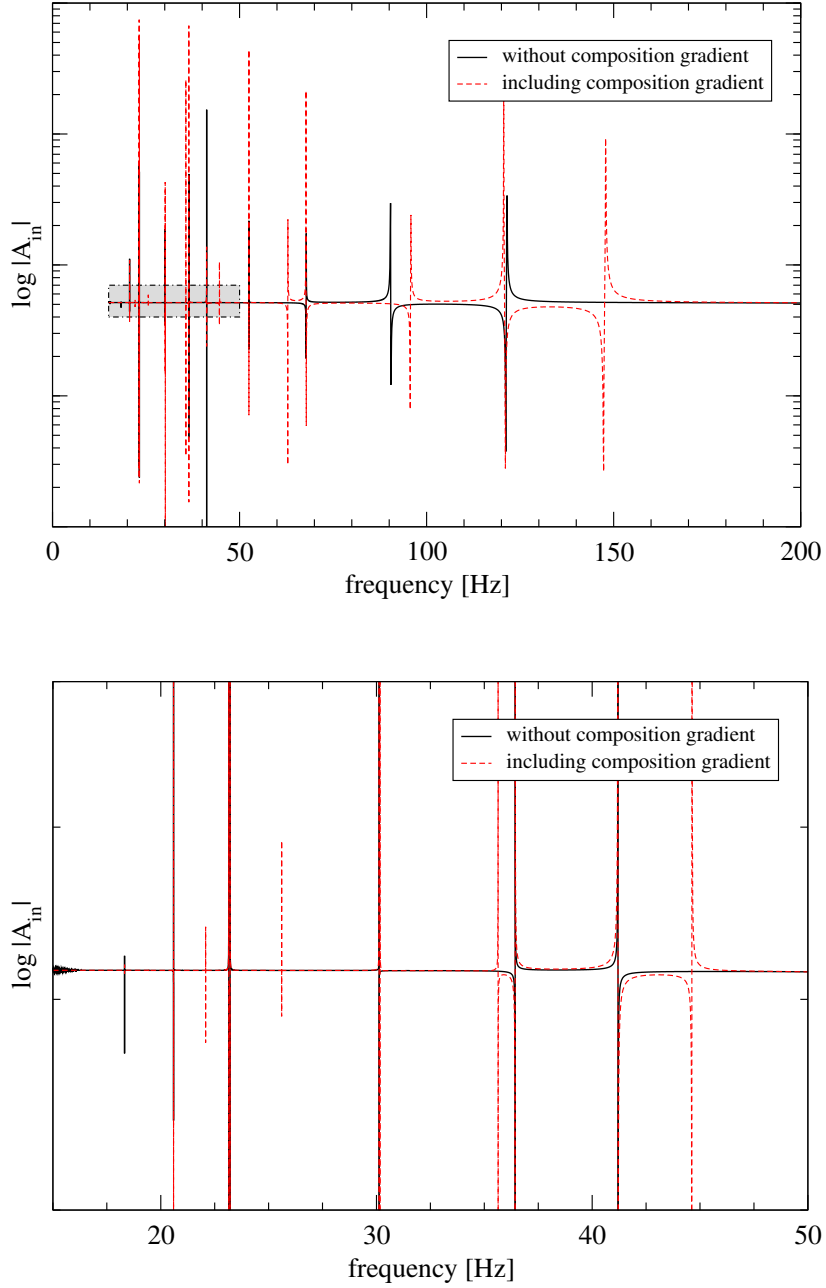 without composition gradient
including composition gradient
log |A_in|
0 50 100 150 200
frequency [Hz]
without composition gradient
including composition gradient
log |A_in|
20 30 40 50
frequency [Hz]